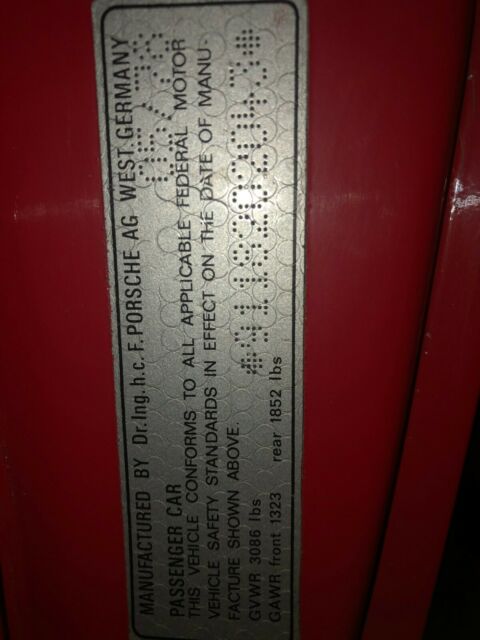 MANUFACTURED BY Dr.Ing.h.c.F.PORSCHE AG WEST GERMANY
PASSENGER CAR
THIS VEHICLE CONFORMS TO ALL APPLICABLE FEDERAL MOTOR
VEHICLE SAFETY STANDARDS IN EFFECT ON THE DATE OF MANU-
FACTURE SHOWN ABOVE.
GVWR 3086 lbs
GAWR front 1323 rear 1852 lbs